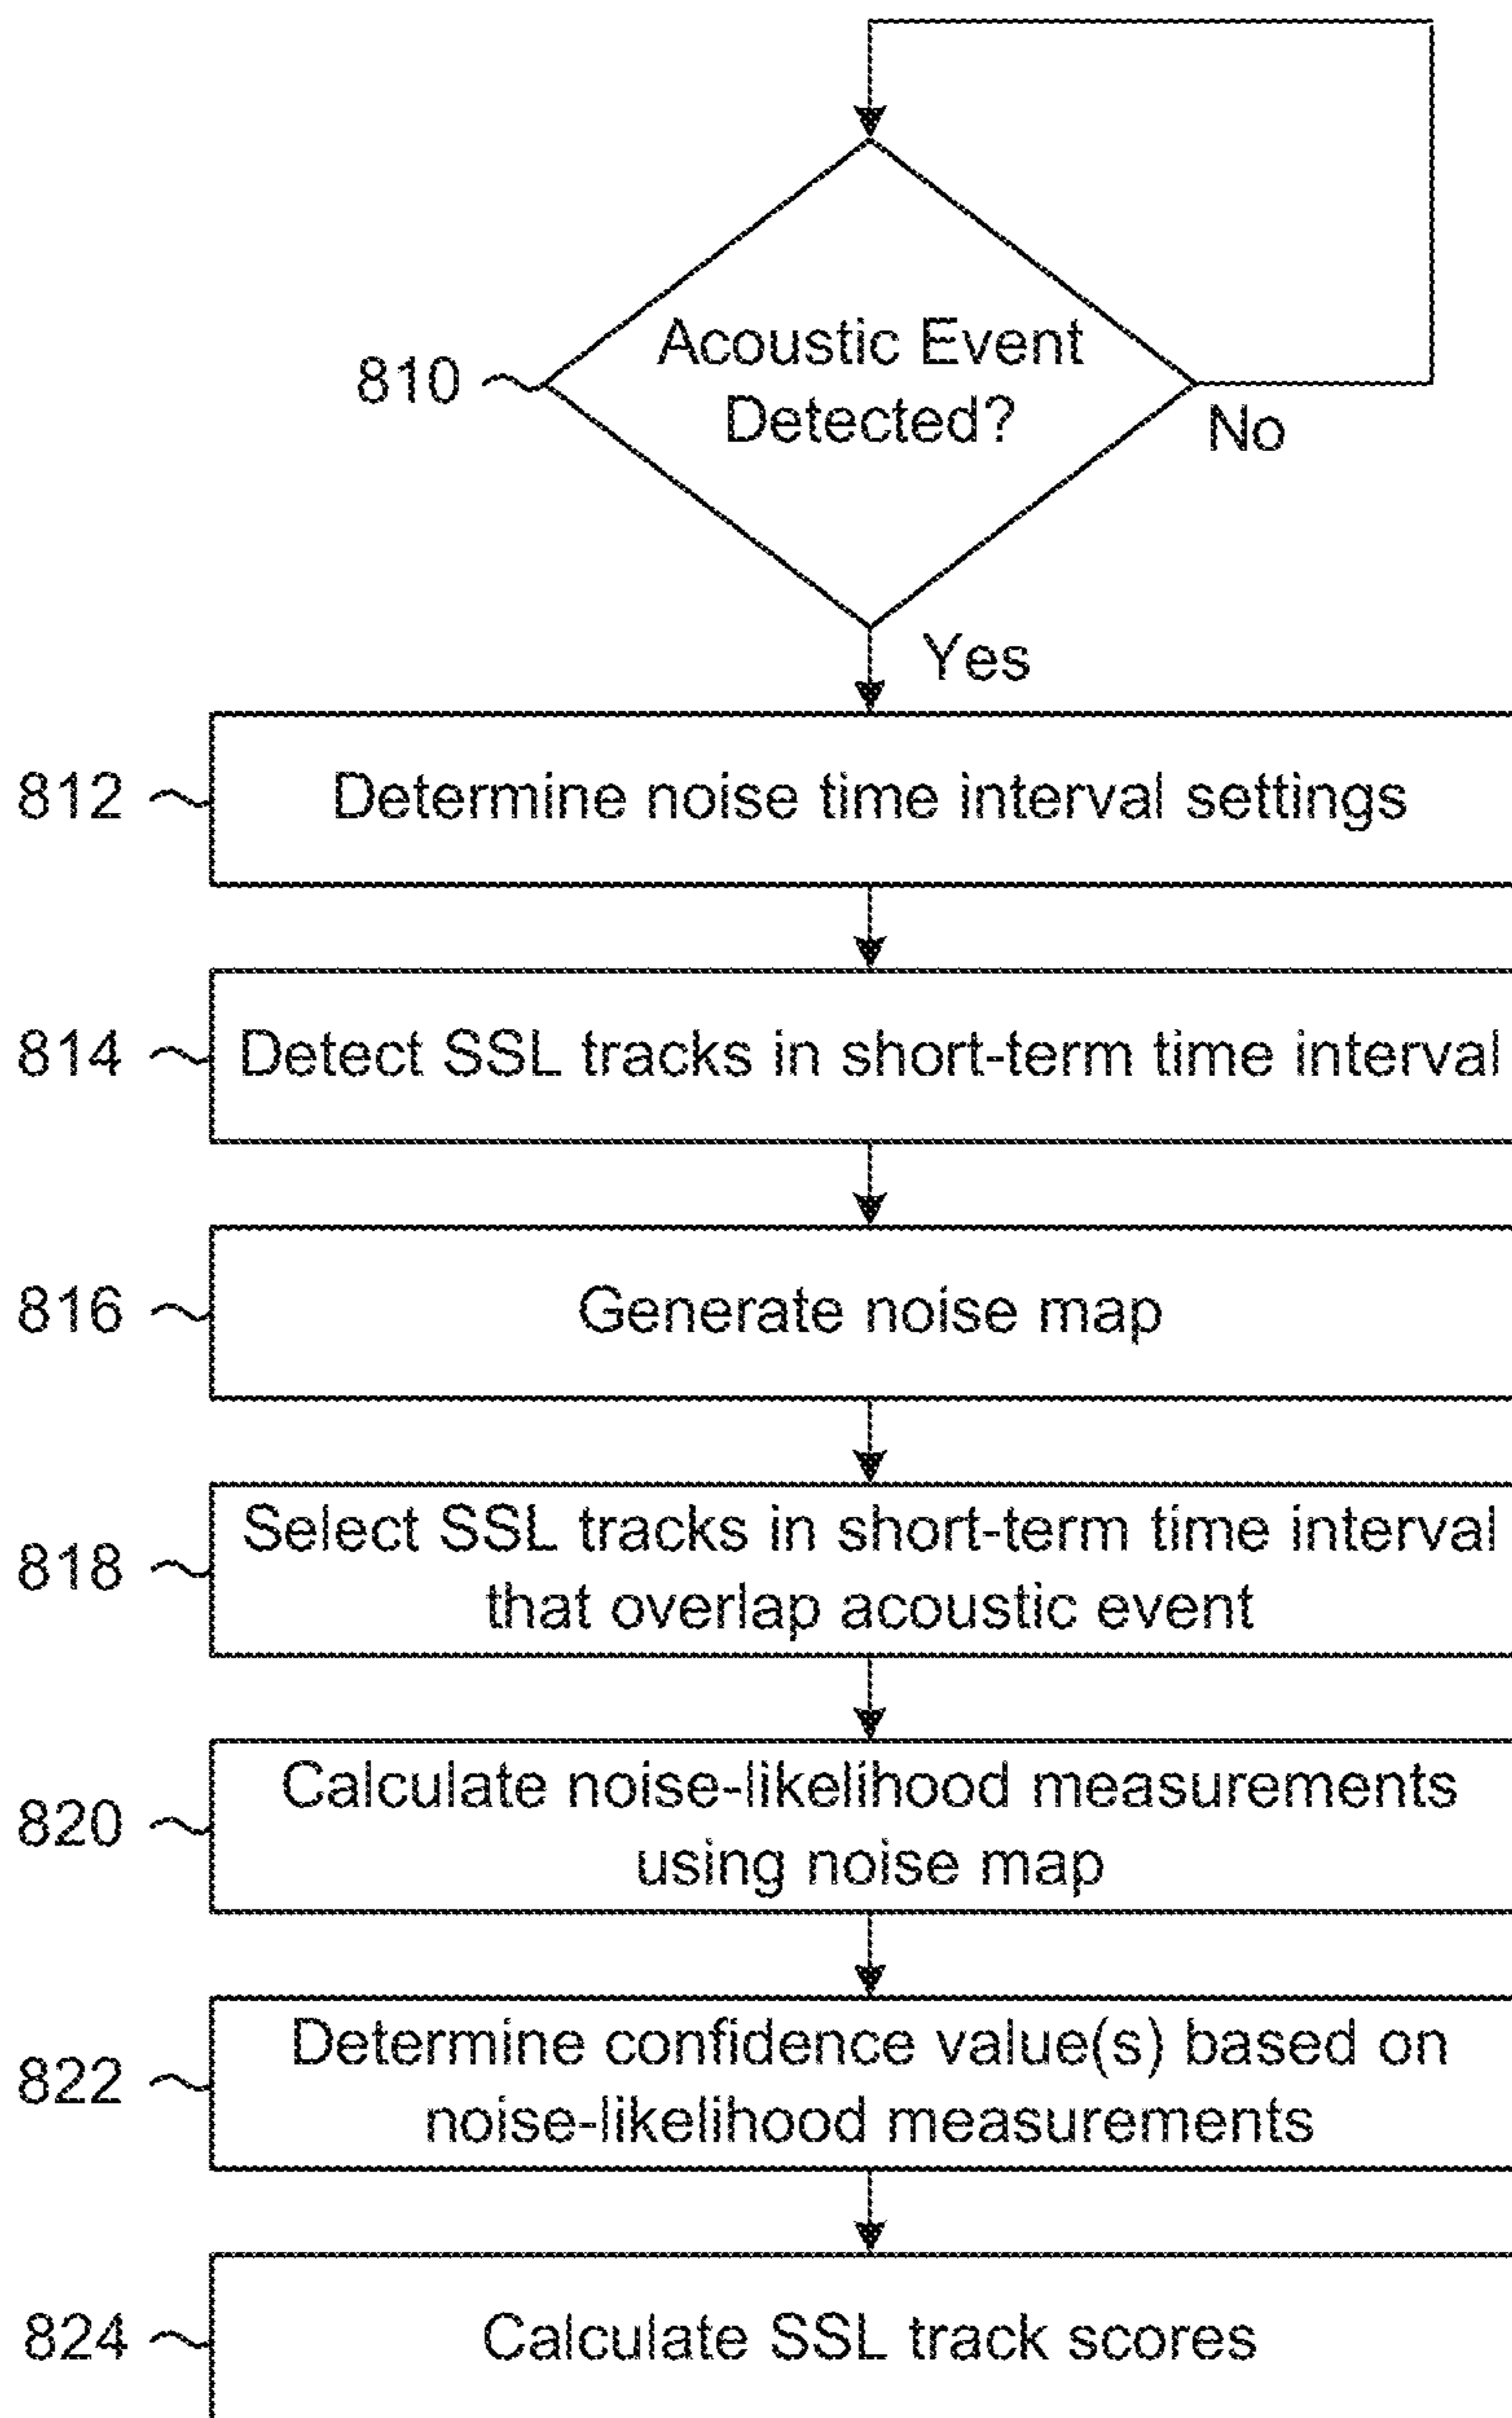 Acoustic Event
Detected?
810
No
Yes
812
Determine noise time interval settings
814
Detect SSL tracks in short-term time interval
816
Generate noise map
818
Select SSL tracks in short-term time interval
that overlap acoustic event
820
Calculate noise-likelihood measurements
using noise map
822
Determine confidence value(s) based on
noise-likelihood measurements
824
Calculate SSL track scores